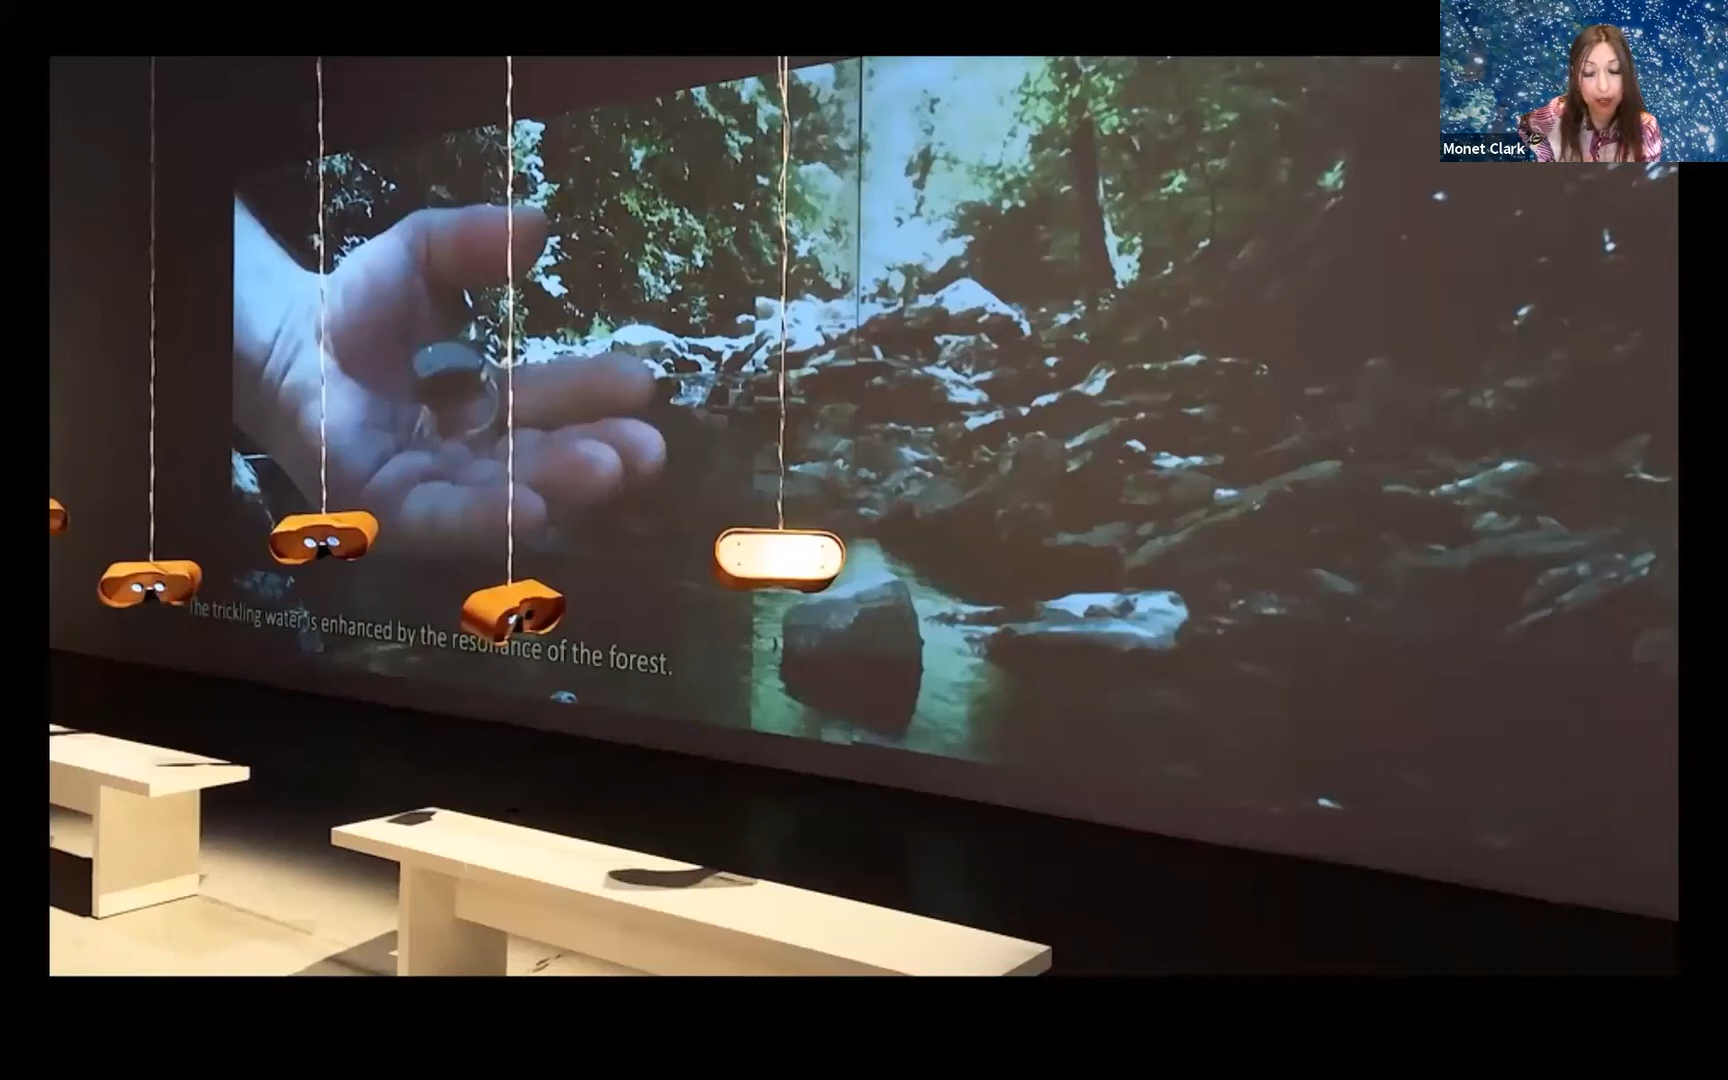 Monet Clark
The trickling water is enhanced by the resonance of the forest.